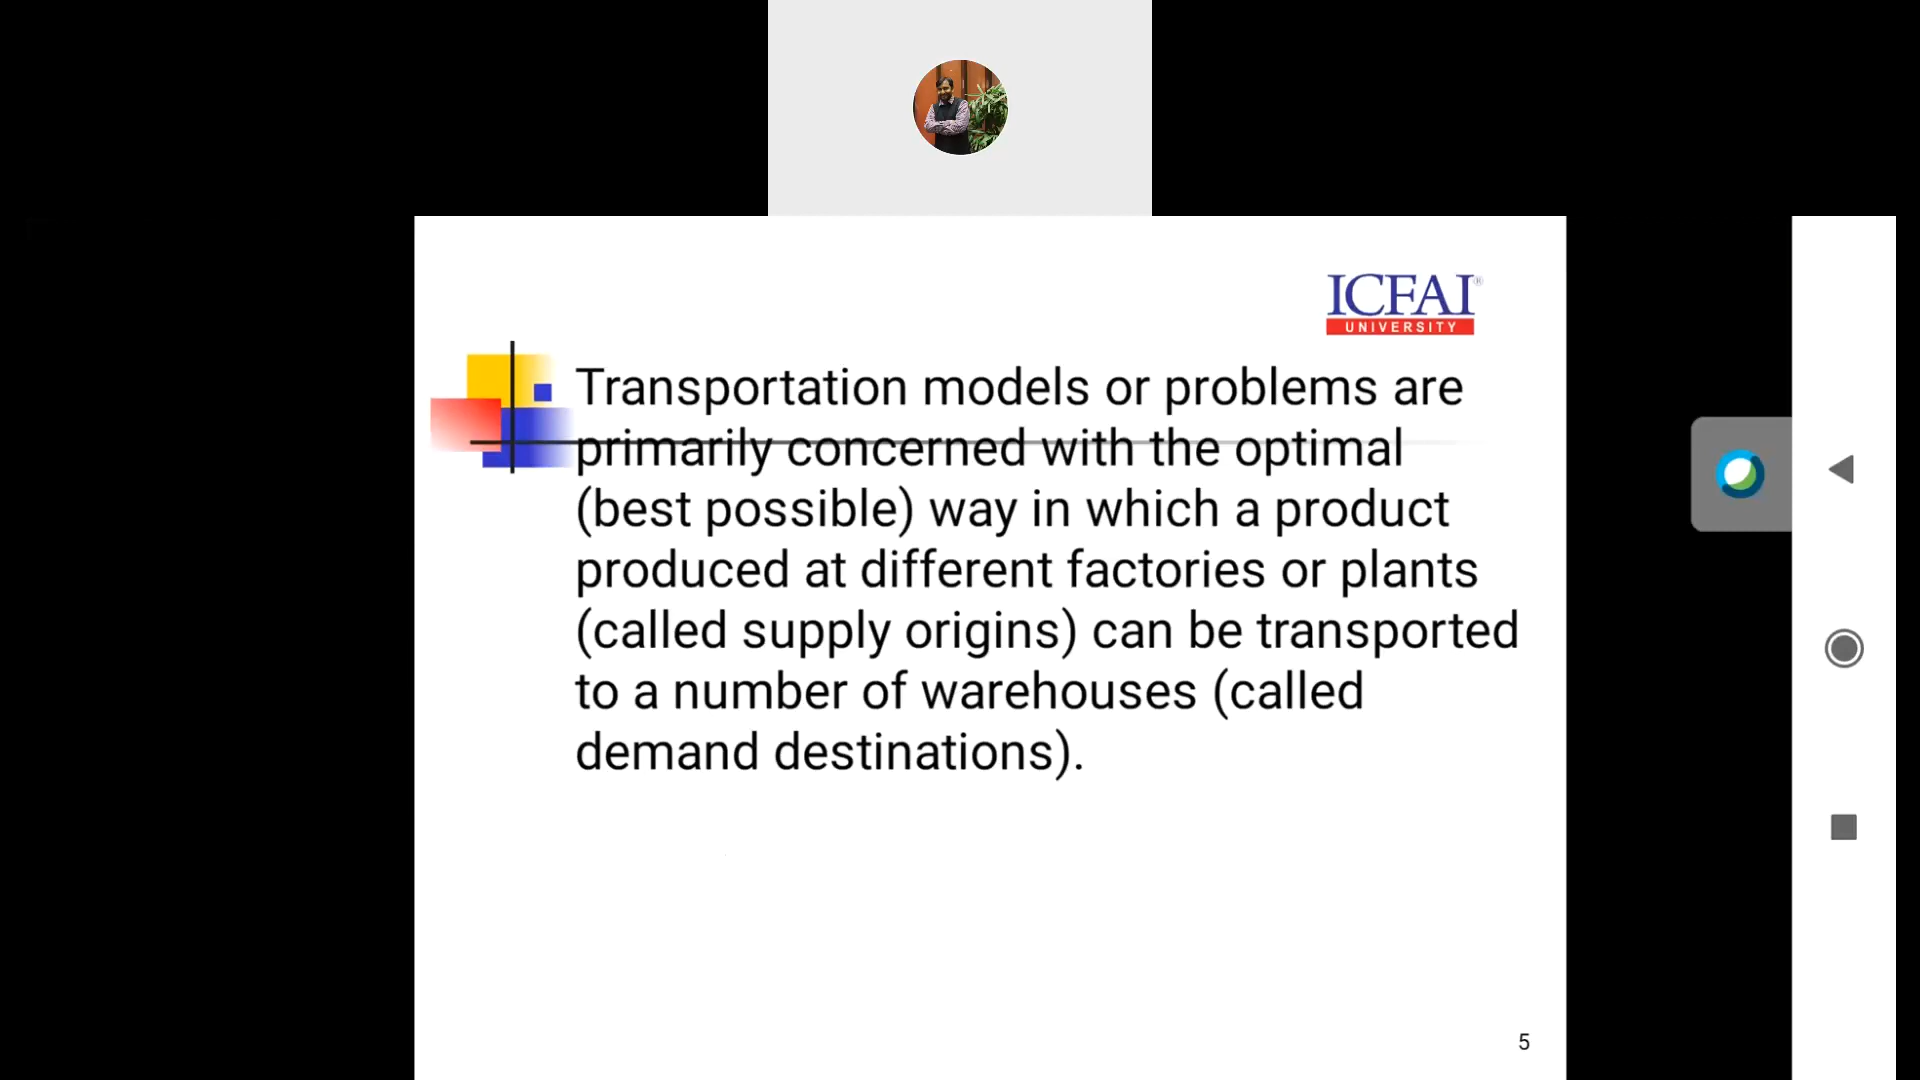 ICFAI®
UNIVERSITY
Transportation models or problems are
primarily concerned with the optimal
(best possible) way in which a product
produced at different factories or plants
(called supply origins) can be transported
to a number of warehouses (called
demand destinations).
5